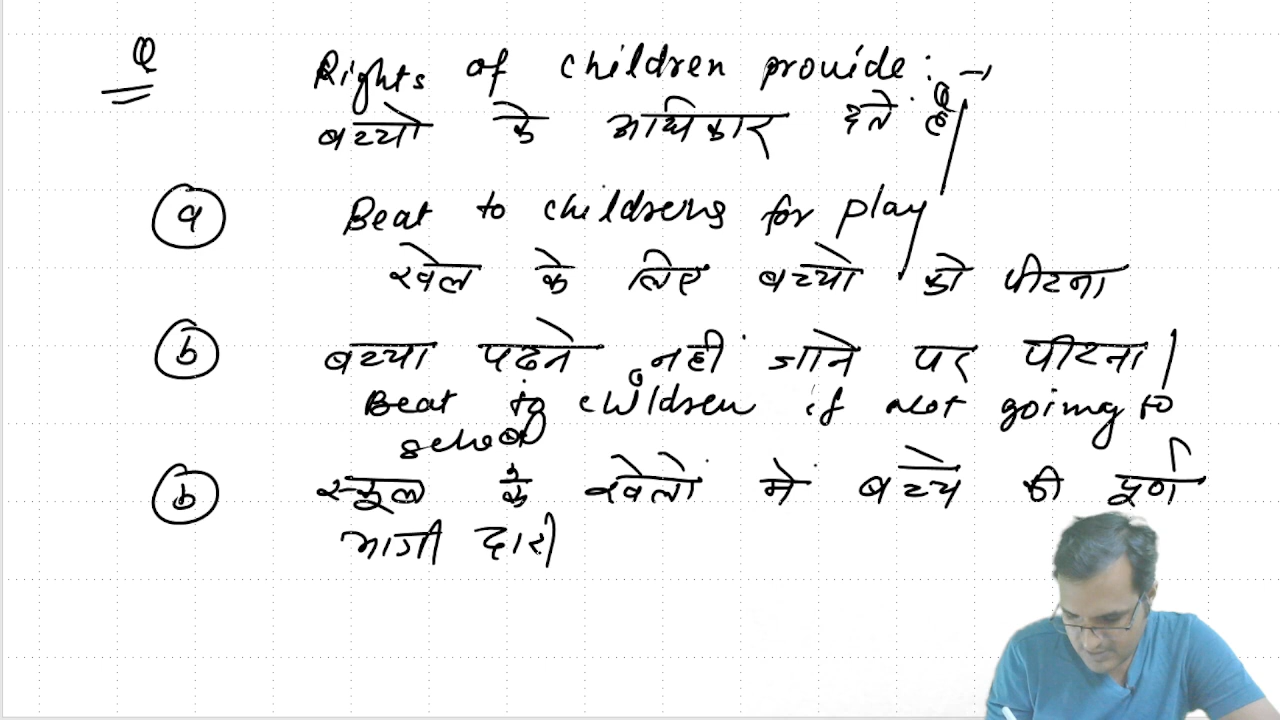 Q
Rights of children provide: →
बच्चो के अधिकार देते है।
a Beat to childrens for play
खेल के लिए बच्चो को पीटना
b बच्चा पढने नही जाने पर पीटना।
Beat to children if not going to
school
b स्कूल के खेलो मे बच्चे की पूर्ण
भागी दारी